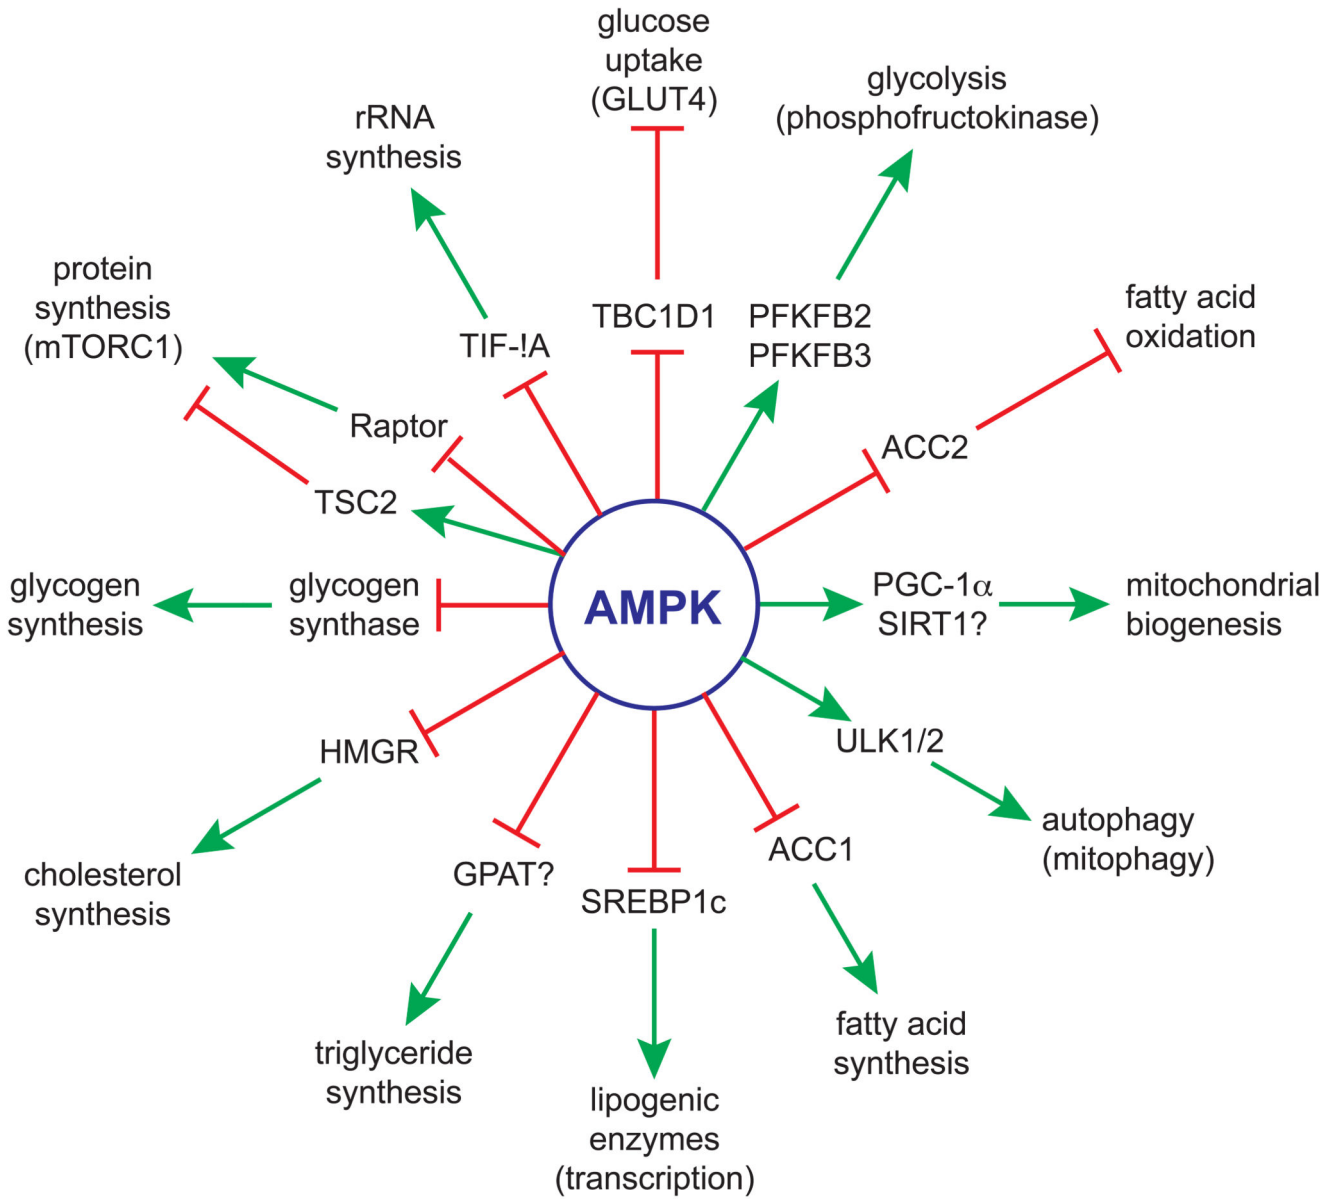 glucose
uptake
(GLUT4)
glycolysis
(phosphofructokinase)
rRNA
synthesis
protein
synthesis
(mTORC1)
fatty acid
oxidation
TBC1D1
PFKFB2
PFKFB3
TIF-!A
Raptor
ACC2
TSC2
glycogen
synthesis
glycogen
synthase
AMPK
PGC-1α
SIRT1?
mitochondrial
biogenesis
HMGR
ULK1/2
cholesterol
synthesis
GPAT?
SREBP1c
ACC1
autophagy
(mitophagy)
triglyceride
synthesis
lipogenic
enzymes
(transcription)
fatty acid
synthesis